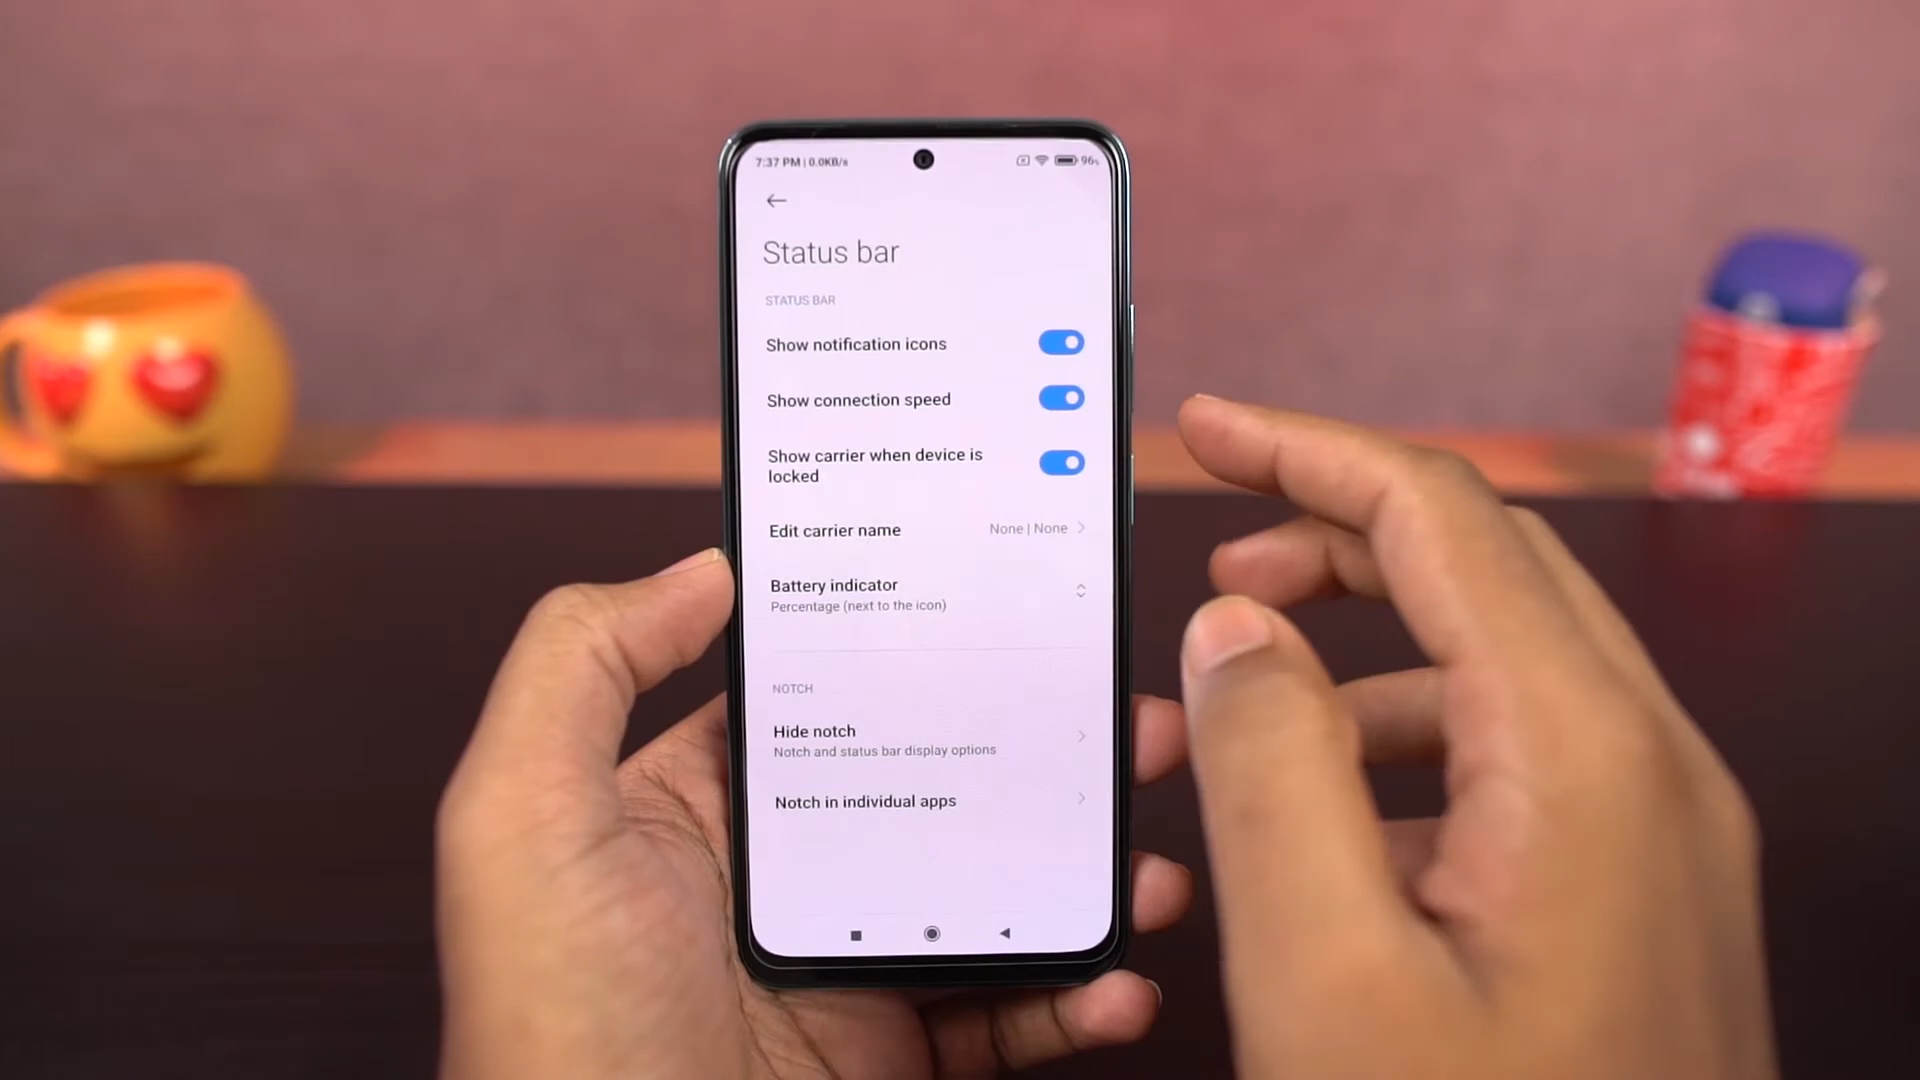 7:37 PM | 0.0KB/s
96%
Status bar
STATUS BAR
Show notification icons
Show connection speed
Show carrier when device is
locked
Edit carrier name None | None
Battery indicator
Percentage (next to the icon)
NOTCH
Hide notch
Notch and status bar display options
Notch in individual apps